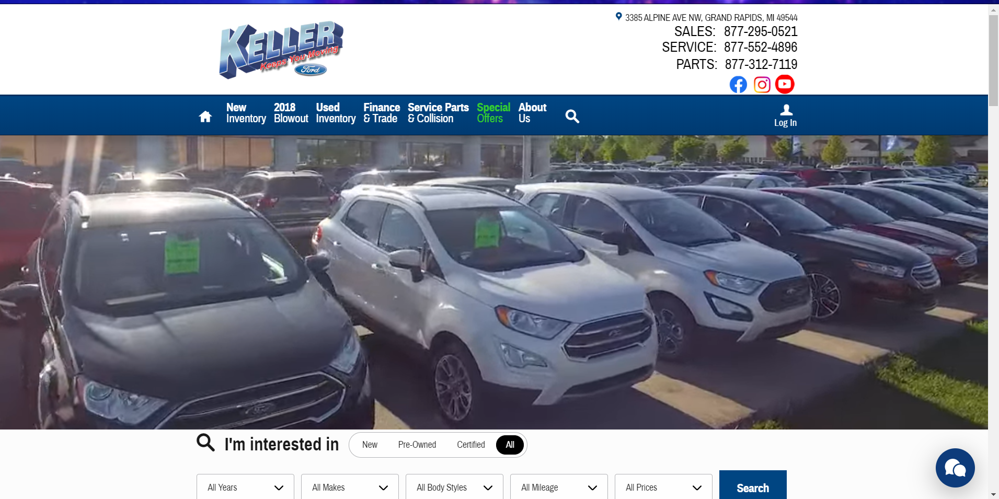 KELLER
Keeps You Moving
Ford
3385 ALPINE AVE NW, GRAND RAPIDS, MI 49544
SALES: 877-295-0521
SERVICE: 877-552-4896
PARTS: 877-312-7119
New Inventory
2018 Blowout
Used Inventory
Finance & Trade
Service Parts & Collision
Special Offers
About Us
Log In
I'm interested in
New
Pre-Owned
Certified
All
All Years
All Makes
All Body Styles
All Mileage
All Prices
Search